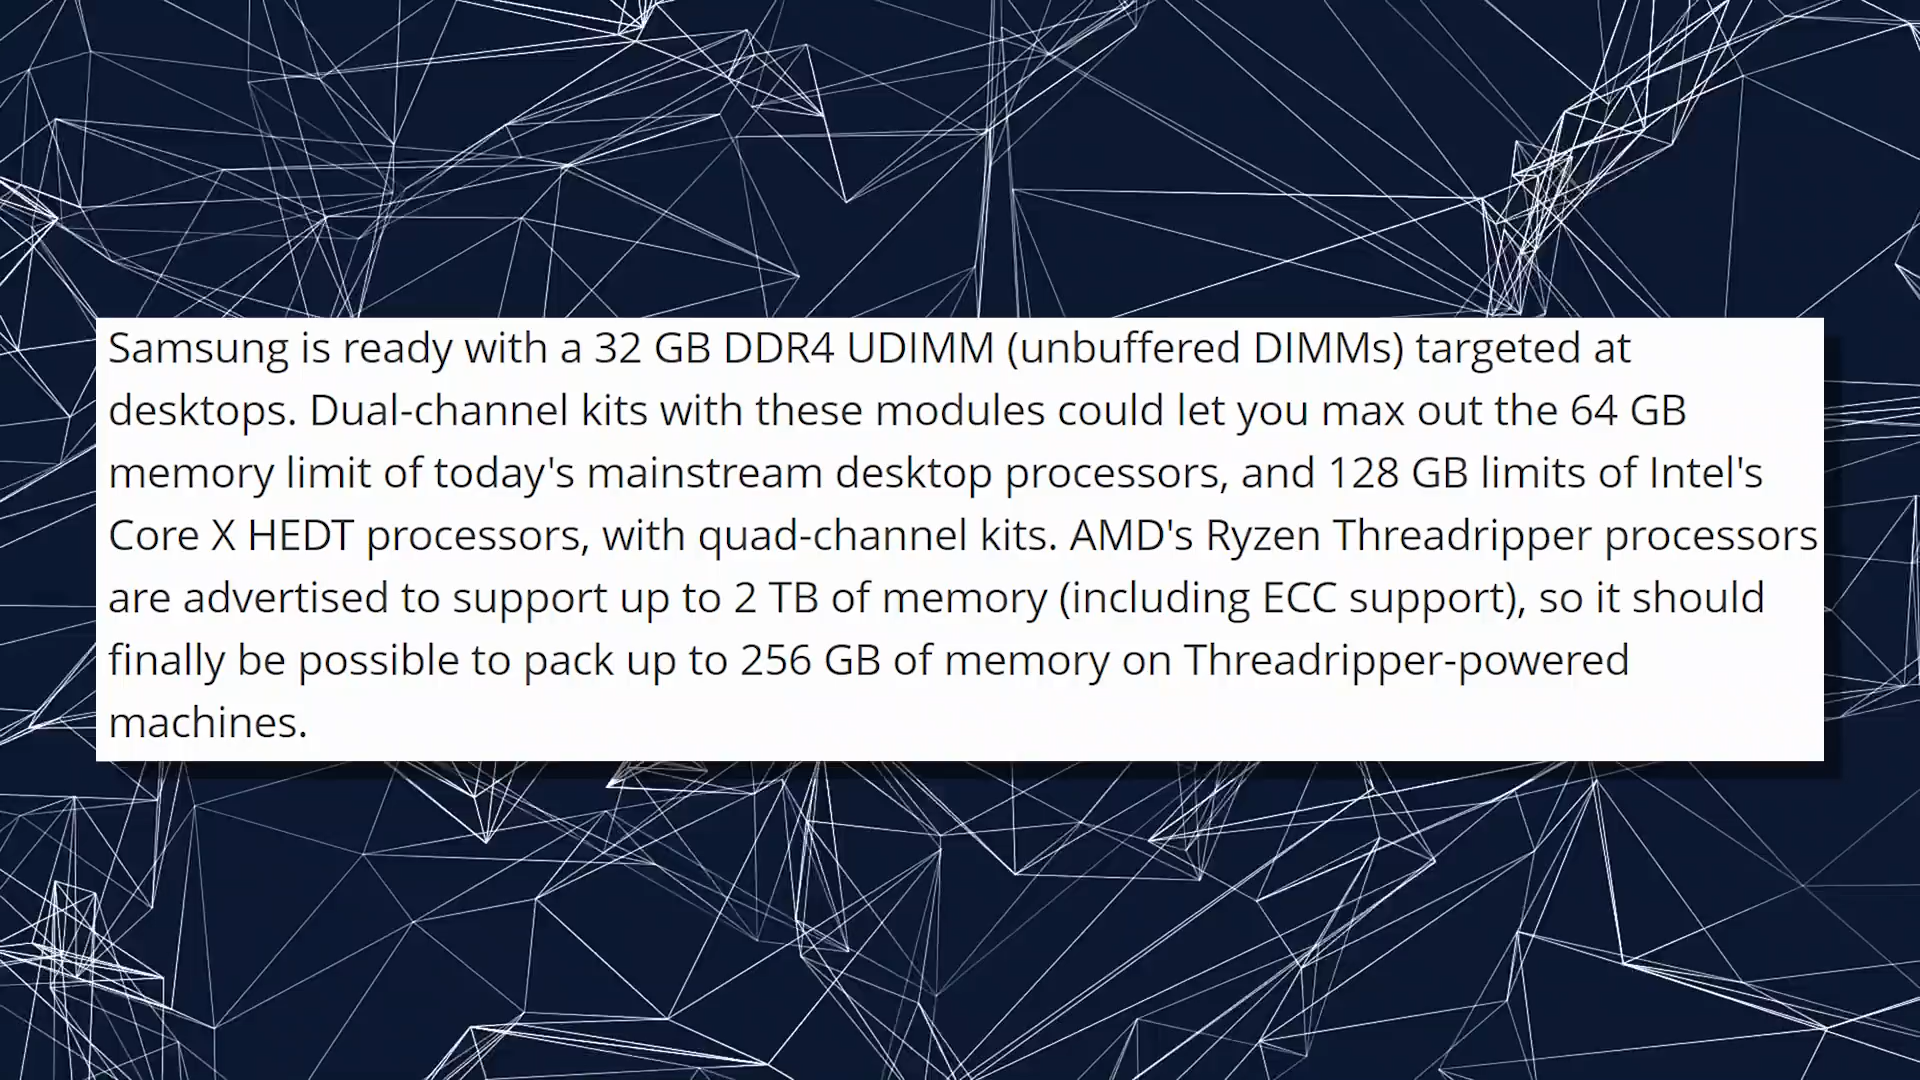 Samsung is ready with a 32 GB DDR4 UDIMM (unbuffered DIMMs) targeted at
desktops. Dual-channel kits with these modules could let you max out the 64 GB
memory limit of today's mainstream desktop processors, and 128 GB limits of Intel's
Core X HEDT processors, with quad-channel kits. AMD's Ryzen Threadripper processors
are advertised to support up to 2 TB of memory (including ECC support), so it should
finally be possible to pack up to 256 GB of memory on Threadripper-powered
machines.